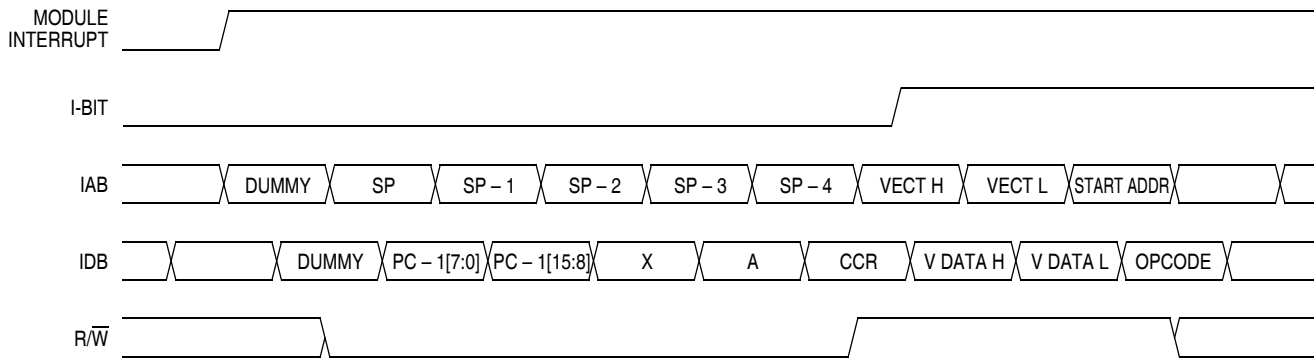 MODULE
INTERRUPT
I-BIT
IAB DUMMY SP SP – 1 SP – 2 SP – 3 SP – 4 VECT H VECT L START ADDR
IDB DUMMY PC – 1[7:0] PC – 1[15:8] X A CCR V DATA H V DATA L OPCODE
R/W̅